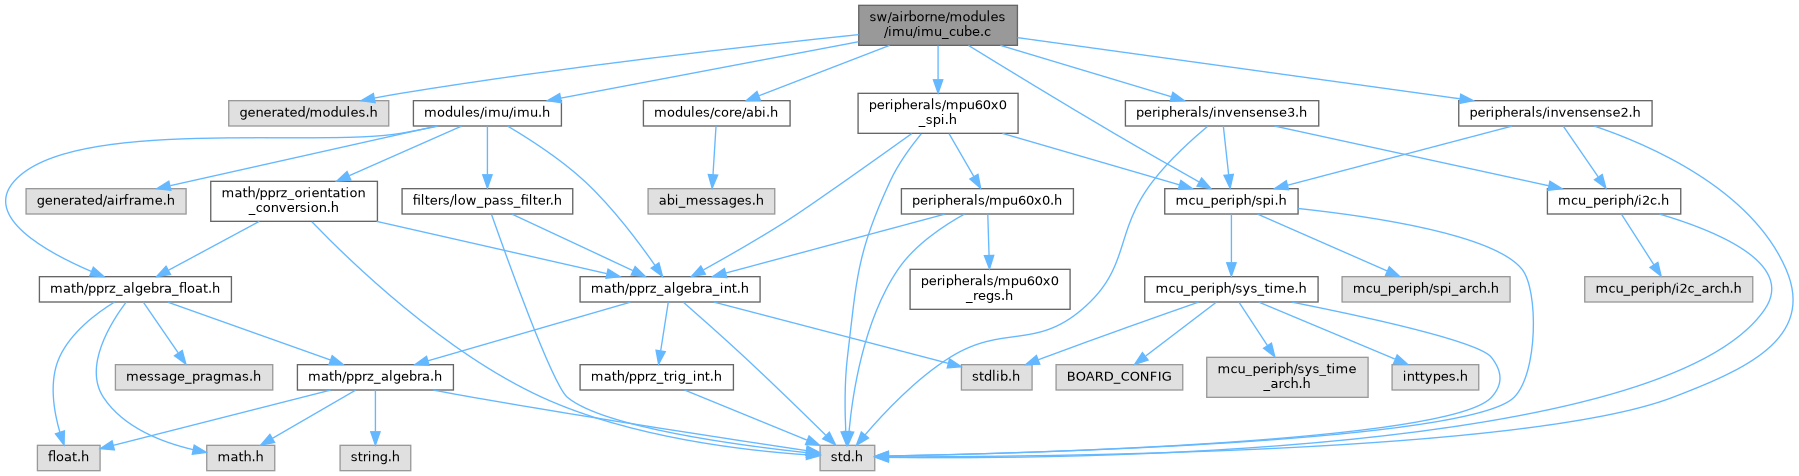 sw/airborne/modules
/imu/imu_cube.c
generated/modules.h
modules/imu/imu.h
modules/core/abi.h
peripherals/mpu60x0
_spi.h
peripherals/invensense3.h
peripherals/invensense2.h
generated/airframe.h
math/pprz_orientation
_conversion.h
filters/low_pass_filter.h
abi_messages.h
peripherals/mpu60x0.h
mcu_periph/spi.h
mcu_periph/i2c.h
math/pprz_algebra_float.h
math/pprz_algebra_int.h
peripherals/mpu60x0
_regs.h
mcu_periph/sys_time.h
mcu_periph/spi_arch.h
mcu_periph/i2c_arch.h
message_pragmas.h
math/pprz_algebra.h
math/pprz_trig_int.h
stdlib.h
BOARD_CONFIG
mcu_periph/sys_time
_arch.h
inttypes.h
float.h
math.h
string.h
std.h